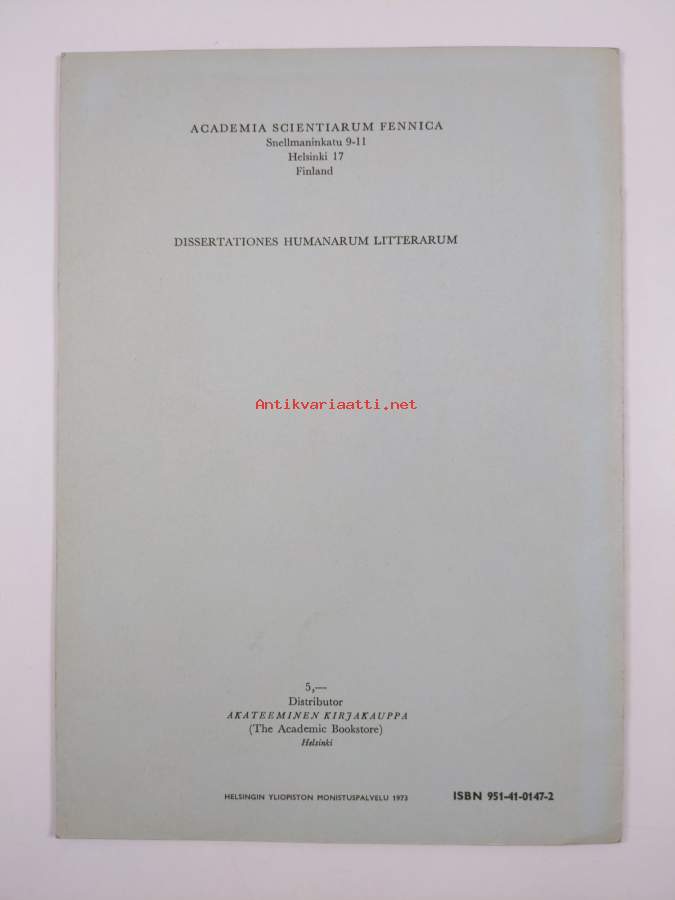 ACADEMIA SCIENTIARUM FENNICA
Snellmaninkatu 9-11
Helsinki 17
Finland
DISSERTATIONES HUMANARUM LITTERARUM
Antikvariaatti.net
5,—
Distributor
AKATEEMINEN KIRJAKAUPPA
(The Academic Bookstore)
Helsinki
HELSINGIN YLIOPISTON MONISTUSPALVELU 1973 ISBN 951-41-0147-2